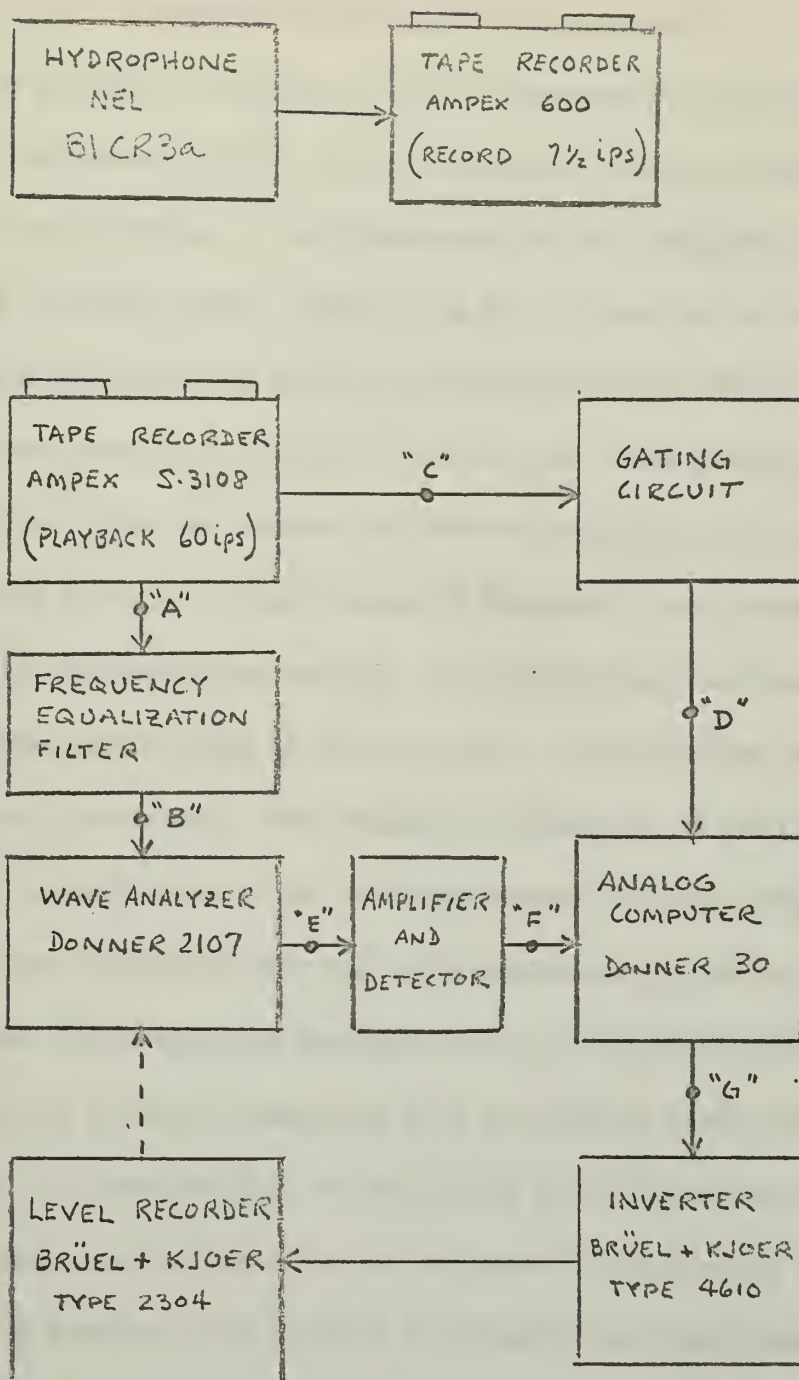 HYDROPHONE
NEL
B1CR3a
TAPE RECORDER
AMPEX 600
(RECORD 7½ ips)
TAPE RECORDER
AMPEX S-3108
(PLAYBACK 60 ips)
"C"
GATING
CIRCUIT
"A"
FREQUENCY
EQUALIZATION
FILTER
"D"
"B"
WAVE ANALYZER
DONNER 2107
"E"
AMPLIFIER
AND
DETECTOR
"F"
ANALOG
COMPUTER
DONNER 30
"G"
LEVEL RECORDER
BRÜEL + KJOER
TYPE 2304
INVERTER
BRÜEL + KJOER
TYPE 4610